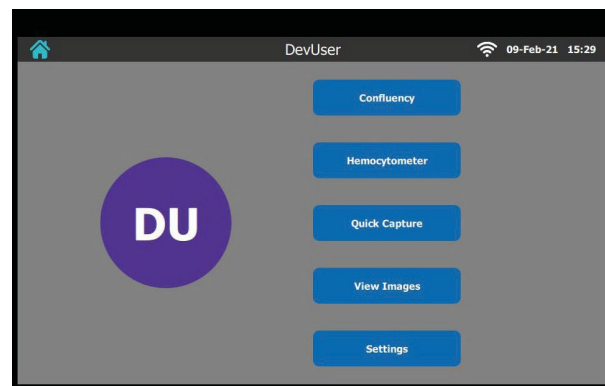 DevUser 09-Feb-21 15:29
Confluency
Hemocytometer
DU
Quick Capture
View Images
Settings